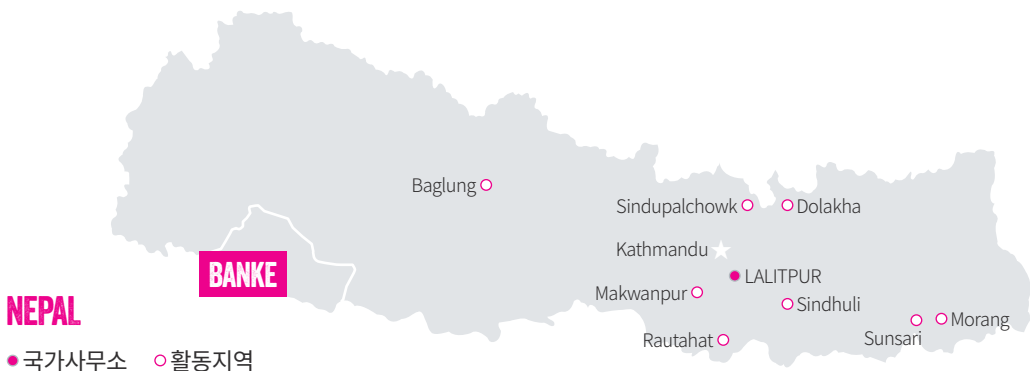 Baglung
Sindupalchowk
Dolakha
Kathmandu
BANKE
LALITPUR
Makwanpur
Sindhuli
NEPAL
Morang
Sunsari
Rautahat
국가사무소 활동지역